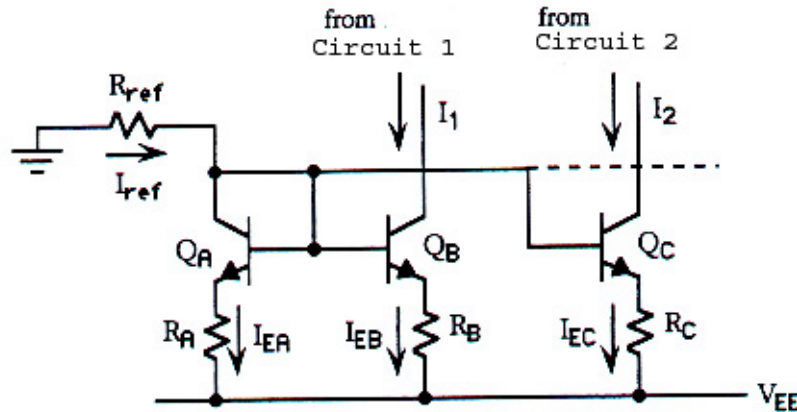 from
Circuit 1
from
Circuit 2
Rref
I1
I2
Iref
QA
QB
QC
RA
IEA
IEB
RB
IEC
RC
VEE